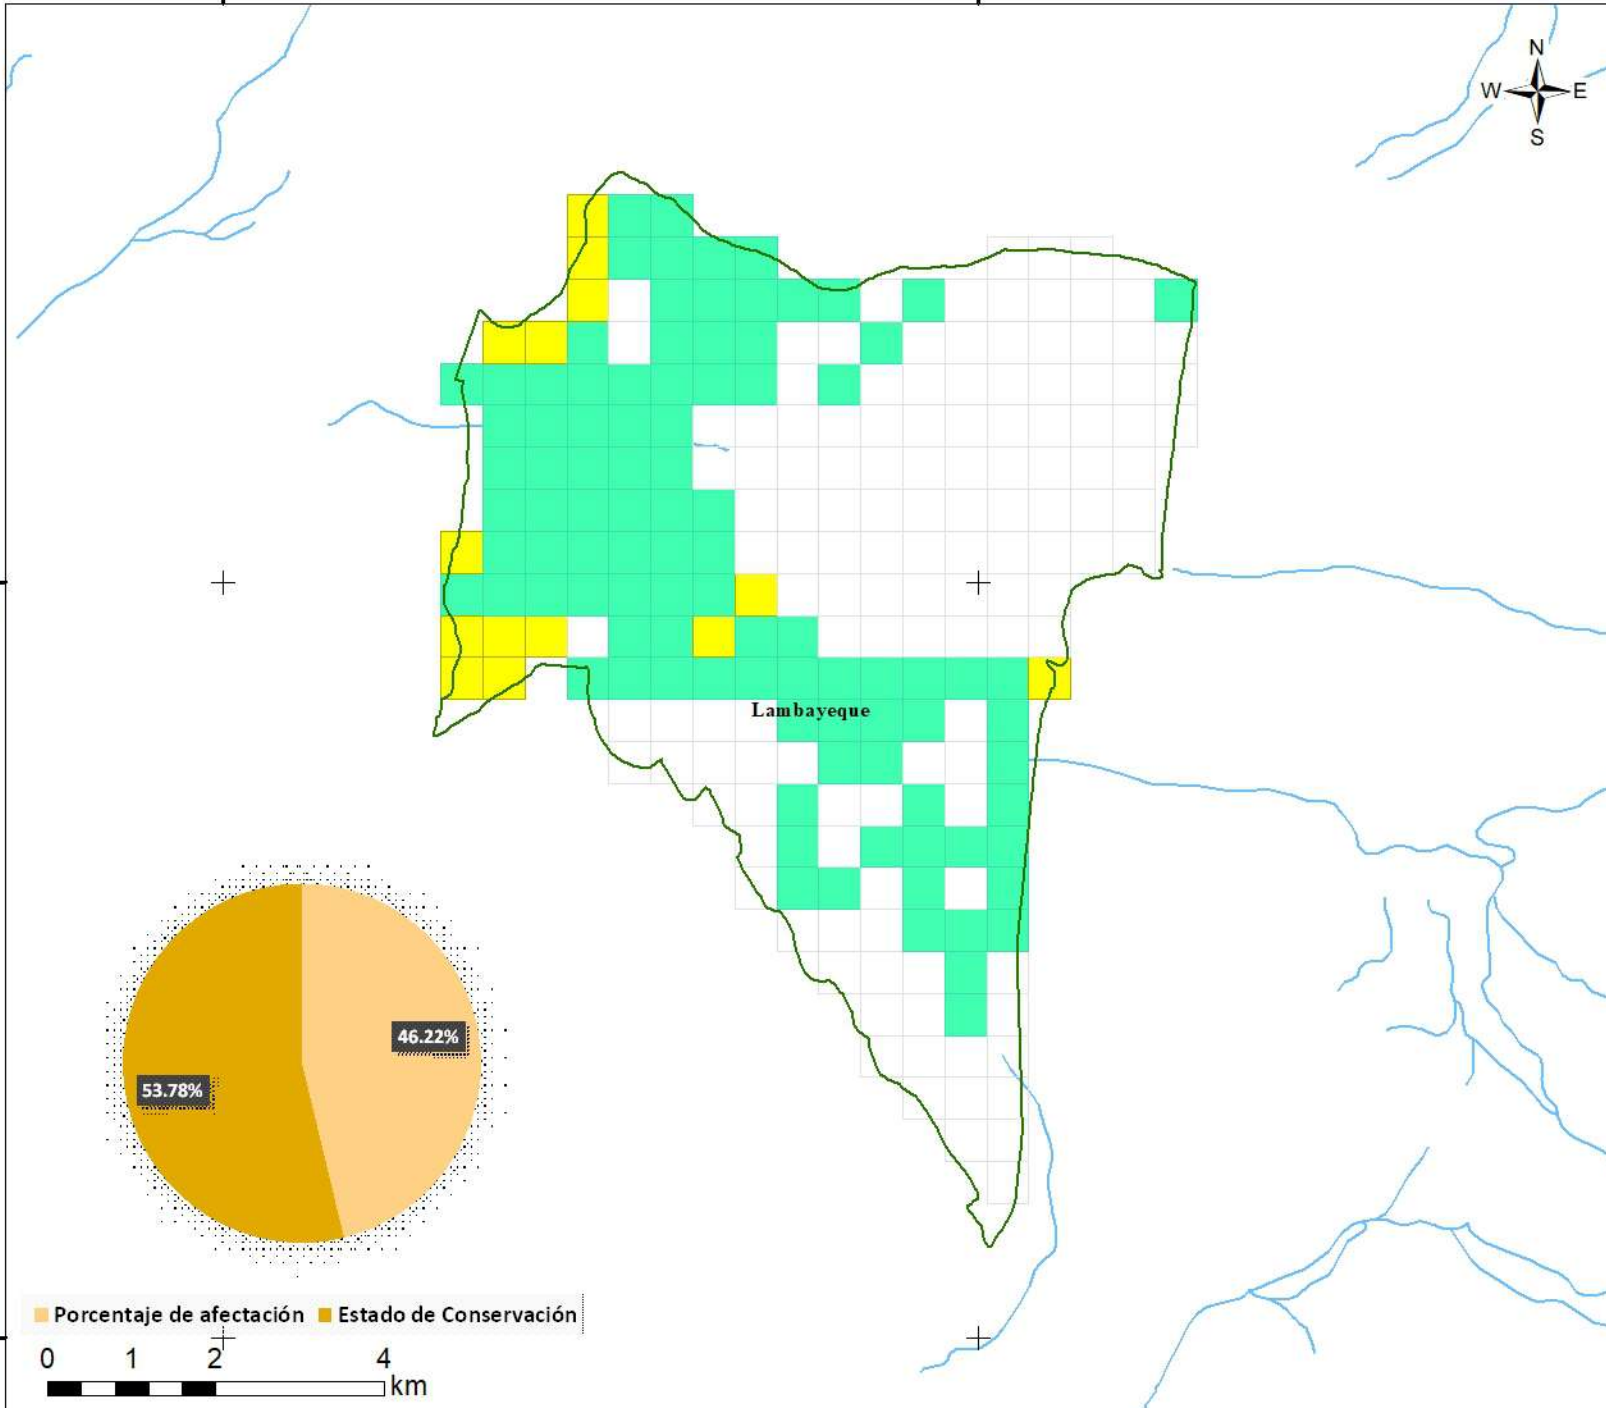 N
W E
S
Lambayeque
46.22%
53.78%
Porcentaje de afectación Estado de Conservación
0 1 2 4
km